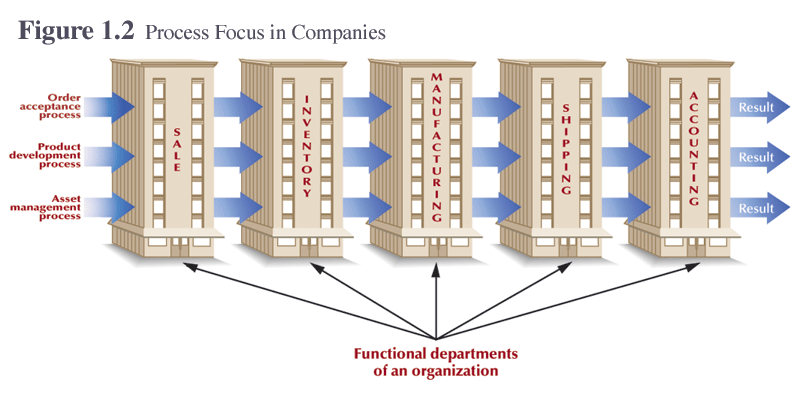 Figure 1.2 Process Focus in Companies
Order
acceptance
process
Product
development
process
Asset
management
process
SALE
INVENTORY
MANUFACTURING
SHIPPING
ACCOUNTING
Result
Result
Result
Functional departments
of an organization